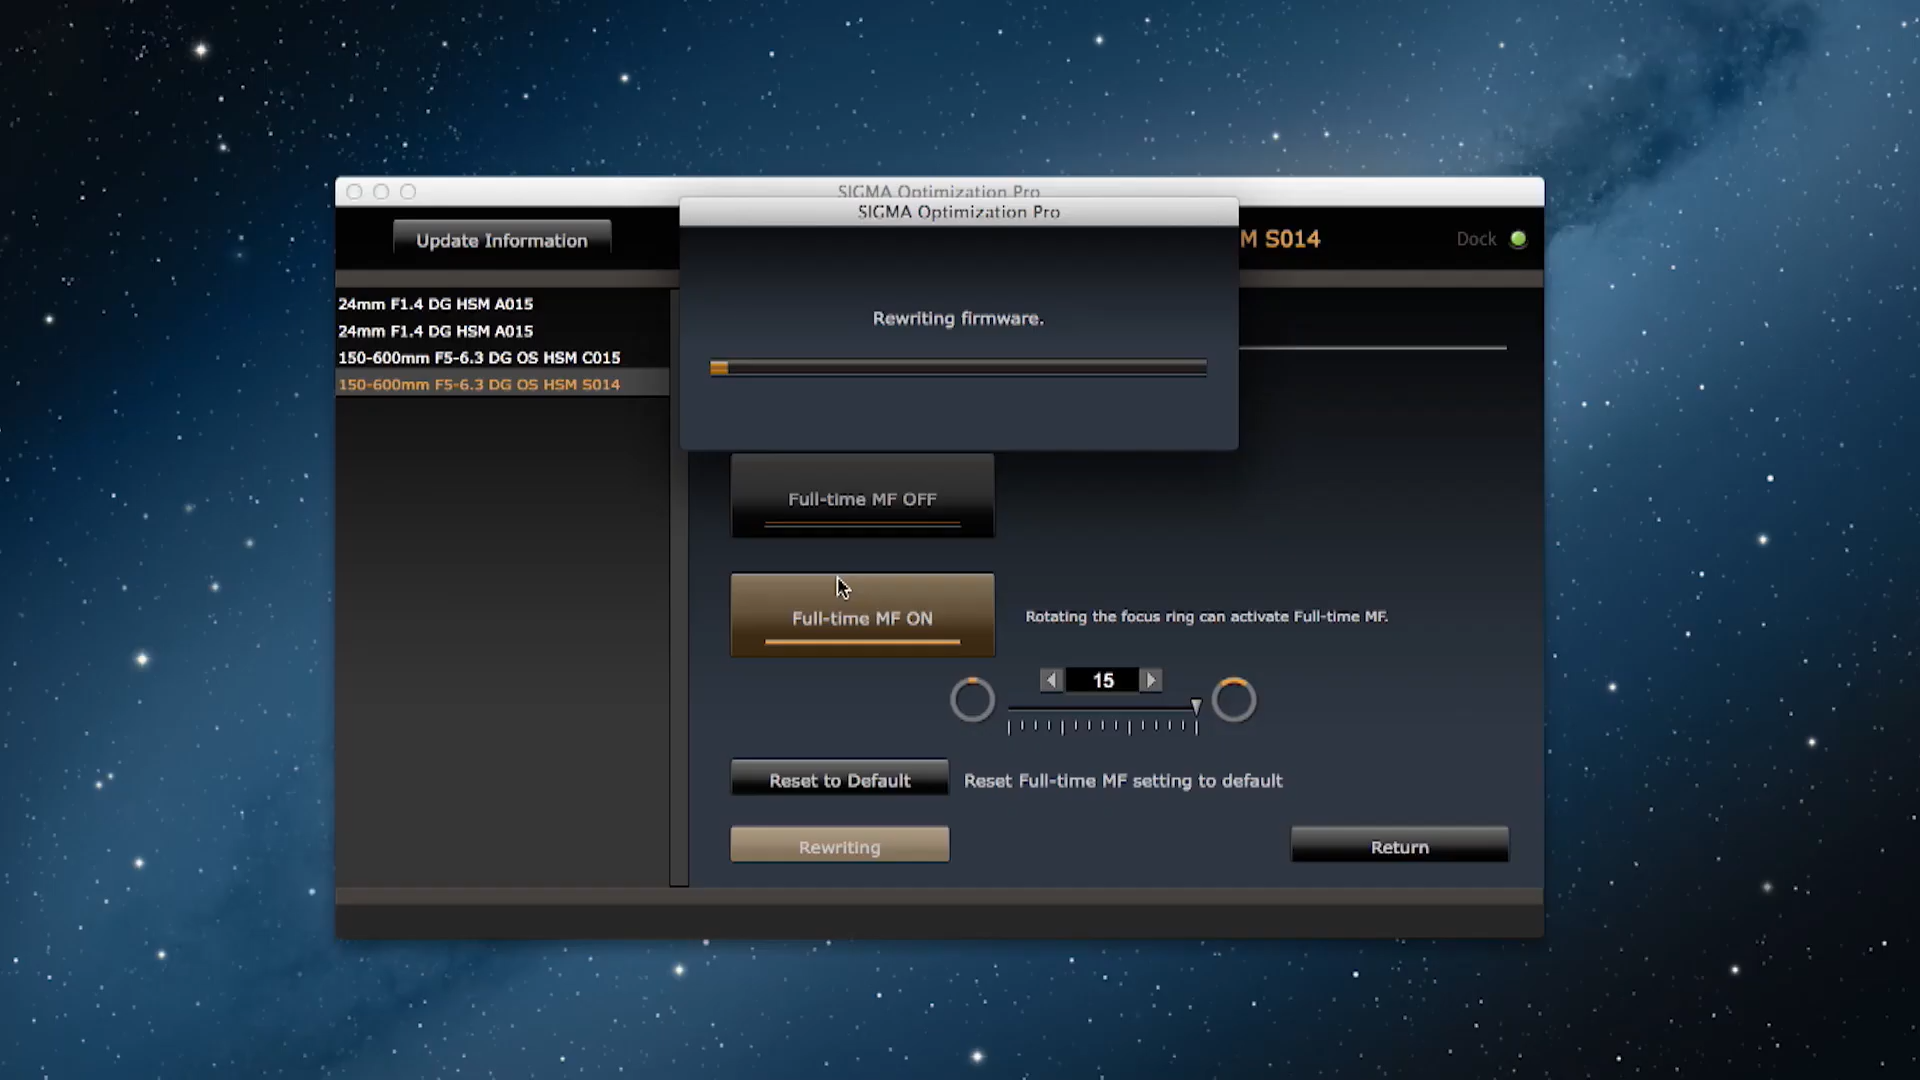 SIGMA Optimization Pro
SIGMA Optimization Pro
Update Information
M S014
Dock
24mm F1.4 DG HSM A015
24mm F1.4 DG HSM A015
150-600mm F5-6.3 DG OS HSM C015
150-600mm F5-6.3 DG OS HSM S014
Rewriting firmware.
Full-time MF OFF
Full-time MF ON
Rotating the focus ring can activate Full-time MF.
15
Reset to Default
Reset Full-time MF setting to default
Rewriting
Return